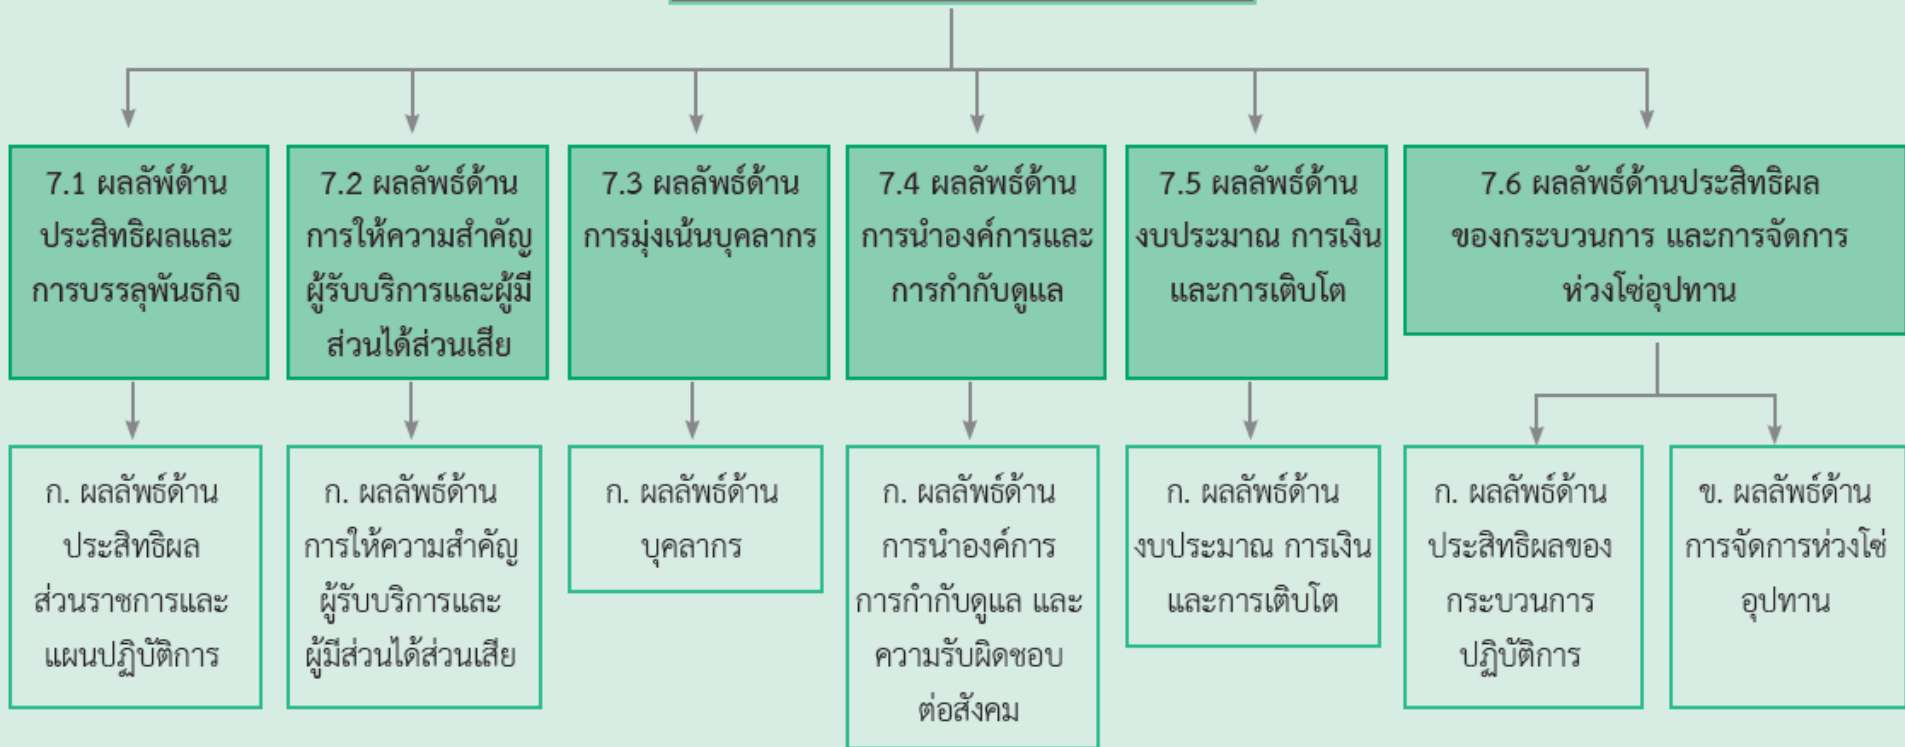 7.1 ผลลัพ์ด้าน
ประสิทธิผลและ
การบรรลุพันธกิจ
7.2 ผลลัพธ์ด้าน
การให้ความสำคัญ
ผู้รับบริการและผู้มี
ส่วนได้ส่วนเสีย
7.3 ผลลัพธ์ด้าน
การมุ่งเน้นบุคลากร
7.4 ผลลัพธ์ด้าน
การนำองค์การและ
การกำกับดูแล
7.5 ผลลัพธ์ด้าน
งบประมาณ การเงิน
และการเติบโต
7.6 ผลลัพธ์ด้านประสิทธิผล
ของกระบวนการ และการจัดการ
ห่วงโซ่อุปทาน
ก. ผลลัพธ์ด้าน
ประสิทธิผล
ส่วนราชการและ
แผนปฏิบัติการ
ก. ผลลัพธ์ด้าน
การให้ความสำคัญ
ผู้รับบริการและ
ผู้มีส่วนได้ส่วนเสีย
ก. ผลลัพธ์ด้าน
บุคลากร
ก. ผลลัพธ์ด้าน
การนำองค์การ
การกำกับดูแล และ
ความรับผิดชอบ
ต่อสังคม
ก. ผลลัพธ์ด้าน
งบประมาณ การเงิน
และการเติบโต
ก. ผลลัพธ์ด้าน
ประสิทธิผลของ
กระบวนการ
ปฏิบัติการ
ข. ผลลัพธ์ด้าน
การจัดการห่วงโซ่
อุปทาน